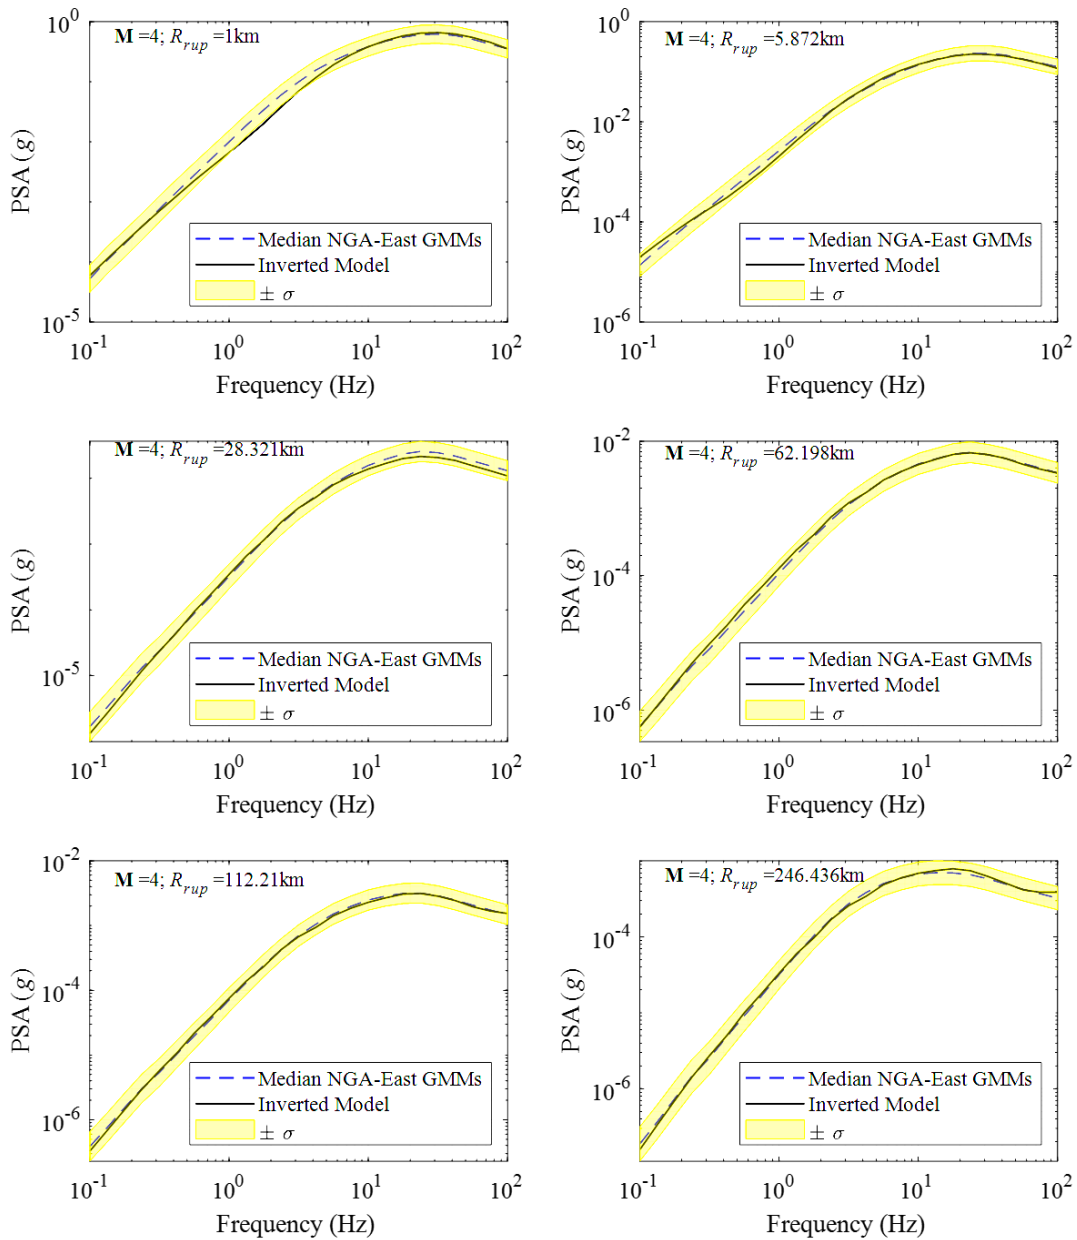 10^0
M =4; R_rup =1km
PSA (g)
Median NGA-East GMMs
Inverted Model
± σ
10^-5
10^-1 10^0 10^1 10^2
Frequency (Hz)
10^0
M =4; R_rup =5.872km
10^-2
PSA (g)
10^-4
Median NGA-East GMMs
Inverted Model
± σ
10^-6
10^-1 10^0 10^1 10^2
Frequency (Hz)
M =4; R_rup =28.321km
PSA (g)
Median NGA-East GMMs
10^-5
Inverted Model
± σ
10^-1 10^0 10^1 10^2
Frequency (Hz)
10^-2
M =4; R_rup =62.198km
PSA (g)
10^-4
Median NGA-East GMMs
Inverted Model
10^-6
± σ
10^-1 10^0 10^1 10^2
Frequency (Hz)
10^-2
M =4; R_rup =112.21km
PSA (g)
10^-4
Median NGA-East GMMs
Inverted Model
10^-6
± σ
10^-1 10^0 10^1 10^2
Frequency (Hz)
M =4; R_rup =246.436km
10^-4
PSA (g)
Median NGA-East GMMs
10^-6
Inverted Model
± σ
10^-1 10^0 10^1 10^2
Frequency (Hz)